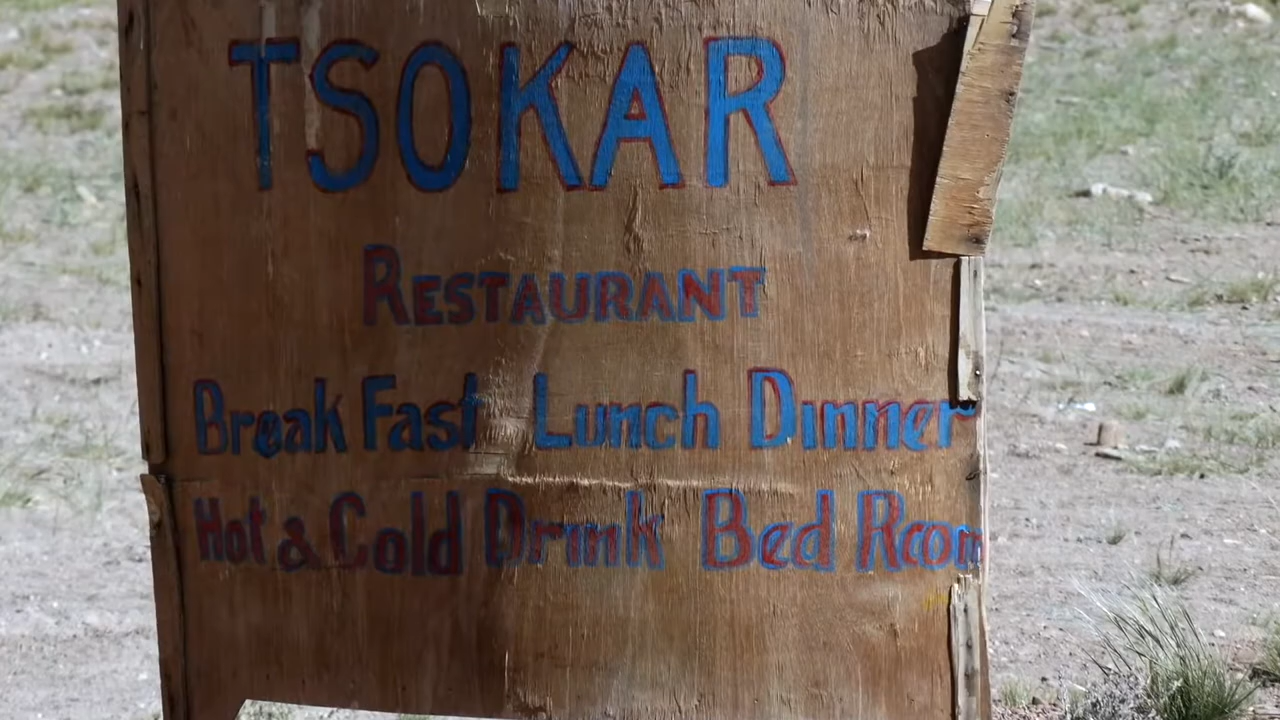 TSOKAR
RESTAURANT
Break Fast Lunch Dinner
Hot & Cold Drink Bed Room